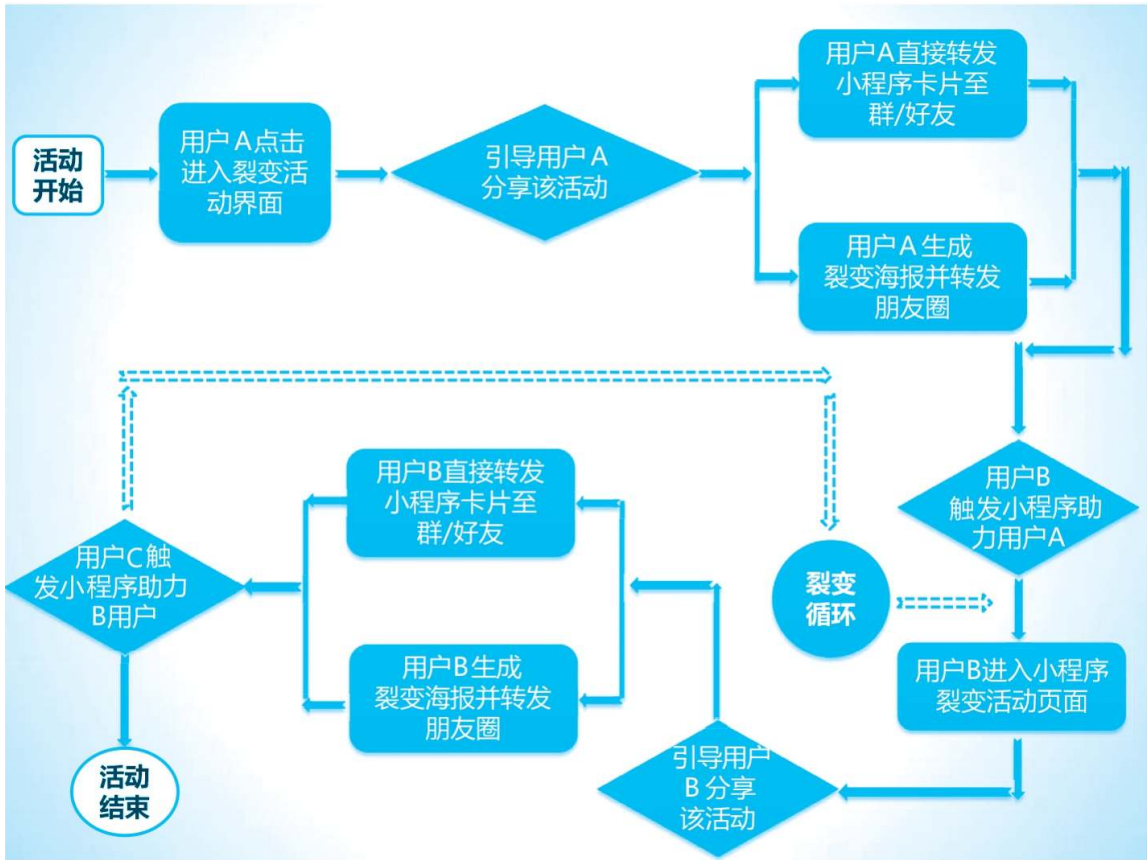 活动
开始
用户A点击
进入裂变活
动界面
引导用户A
分享该活动
用户A直接转发
小程序卡片至
群/好友
用户A生成
裂变海报并转发
朋友圈
用户B
触发小程序助
力用户A
用户B进入小程序
裂变活动页面
裂变
循环
引导用户
B分享
该活动
用户B直接转发
小程序卡片至
群/好友
用户B生成
裂变海报并转发
朋友圈
用户C触
发小程序助力
B用户
活动
结束